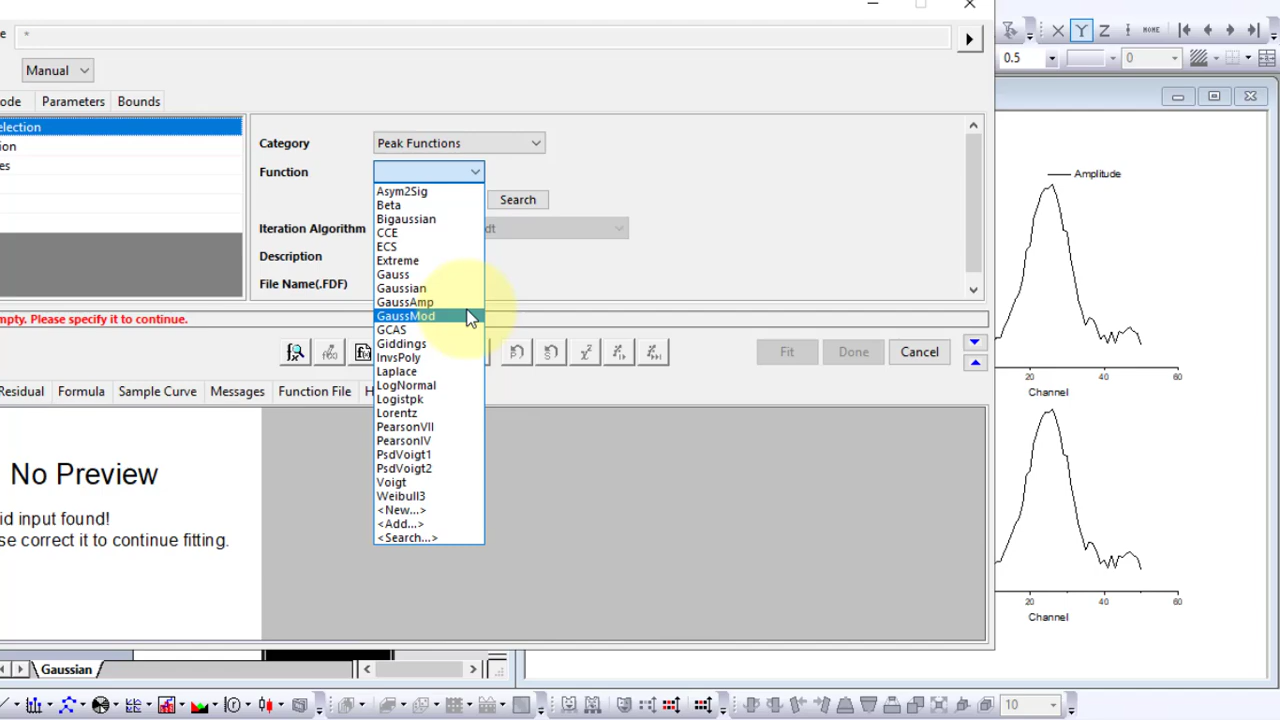 *
Manual
ode Parameters Bounds
election
ion
es
Category Peak Functions
Function
Search
Iteration Algorithm dt
Description
File Name(.FDF)
Asym2Sig
Beta
Bigaussian
CCE
ECS
Extreme
Gauss
Gaussian
GaussAmp
GaussMod
GCAS
Giddings
InvsPoly
Laplace
LogNormal
Logistpk
Lorentz
PearsonVII
PearsonIV
PsdVoigt1
PsdVoigt2
Voigt
Weibull3
<New...>
<Add...>
<Search...>
mpty. Please specify it to continue.
Fit Done Cancel
Residual Formula Sample Curve Messages Function File H
No Preview
id input found!
se correct it to continue fitting.
Gaussian
X Y Z HOME
0.5 0
Amplitude
20 40 60
Channel
20 40 60
Channel
10